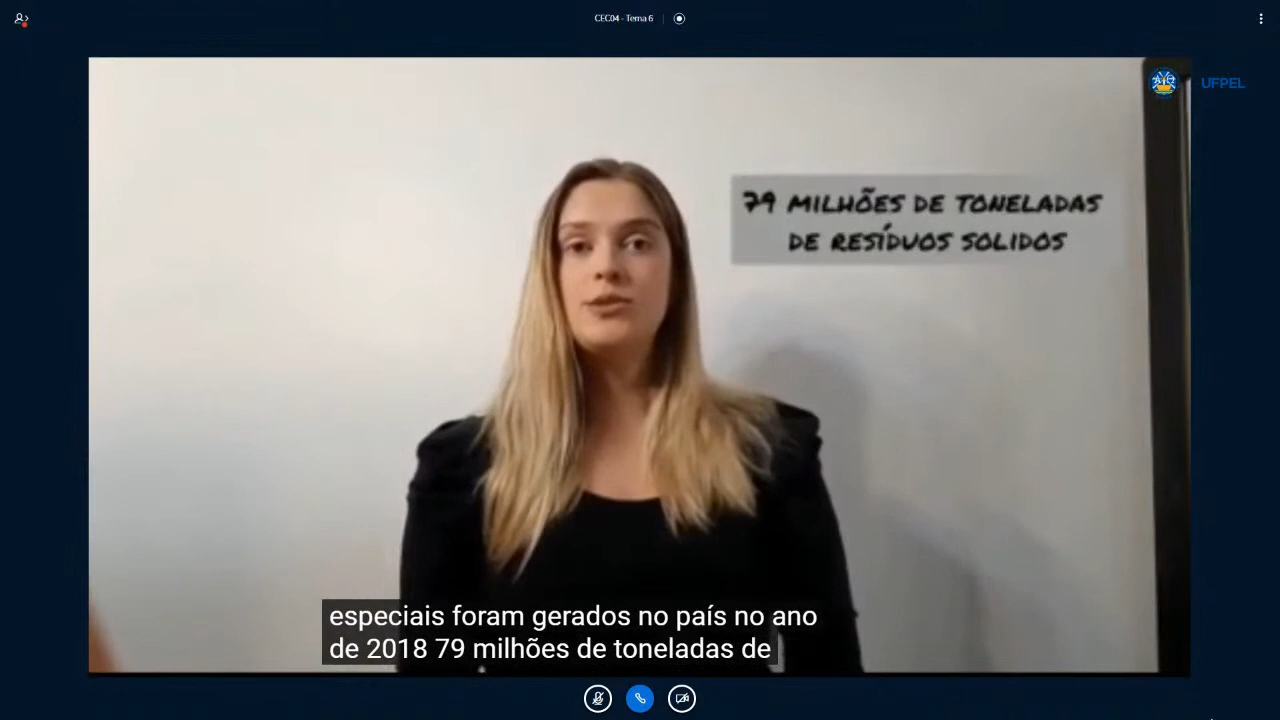 CEC04 - Tema 6
UFPEL
79 MILHÕES DE TONELADAS
DE RESÍDUOS SOLIDOS
especiais foram gerados no país no ano
de 2018 79 milhões de toneladas de